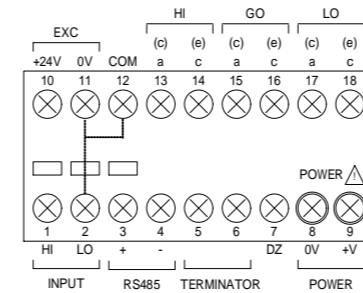 HI GO LO
EXC (c) (e) (c) (e) (c) (e)
+24V 0V COM a c a c a c
10 11 12 13 14 15 16 17 18
POWER !
1 2 3 4 5 6 7 8 9
HI LO + - DZ 0V +V
INPUT RS485 TERMINATOR POWER